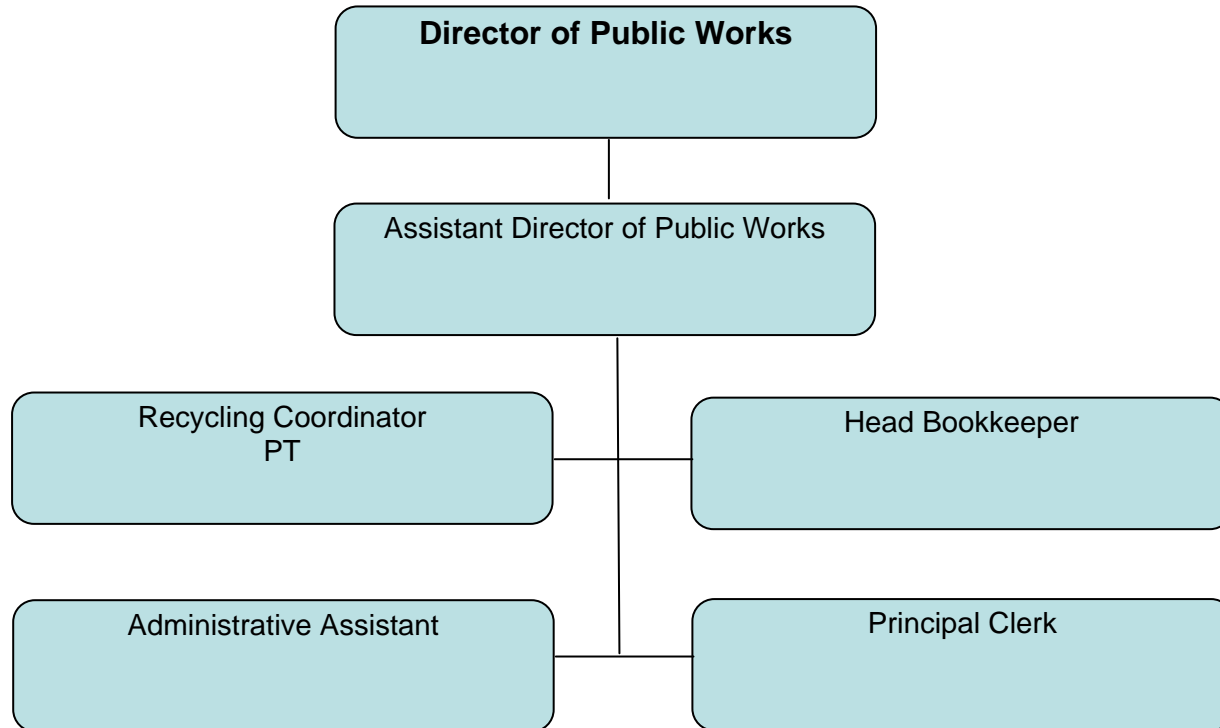 Director of Public Works
Assistant Director of Public Works
Recycling Coordinator
PT
Head Bookkeeper
Administrative Assistant
Principal Clerk